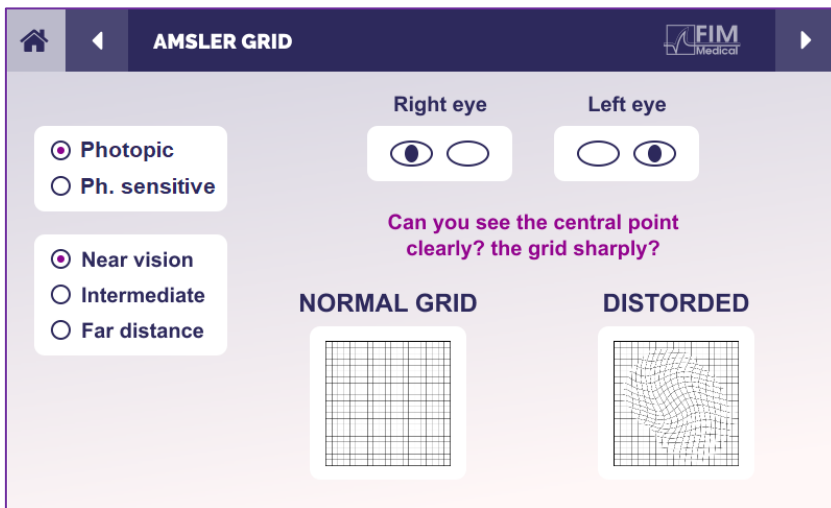 AMSLER GRID
FIM
Medical
Right eye
Left eye
Photopic
Ph. sensitive
Can you see the central point
clearly? the grid sharply?
Near vision
Intermediate
Far distance
NORMAL GRID
DISTORDED